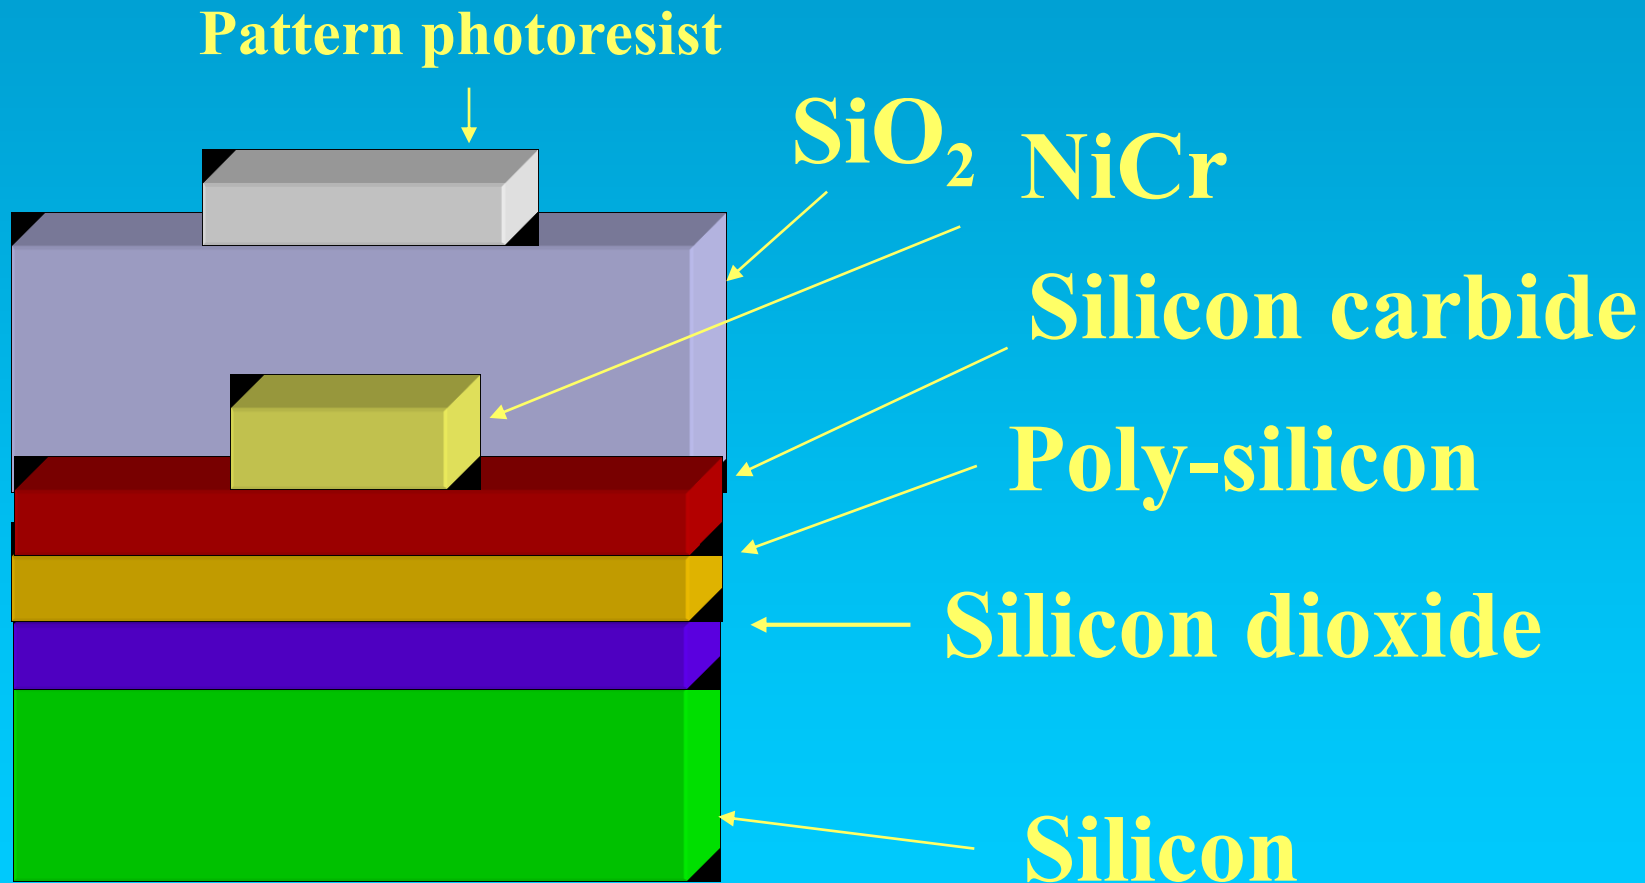 Pattern photoresist
SiO₂
NiCr
Silicon carbide
Poly-silicon
Silicon dioxide
Silicon